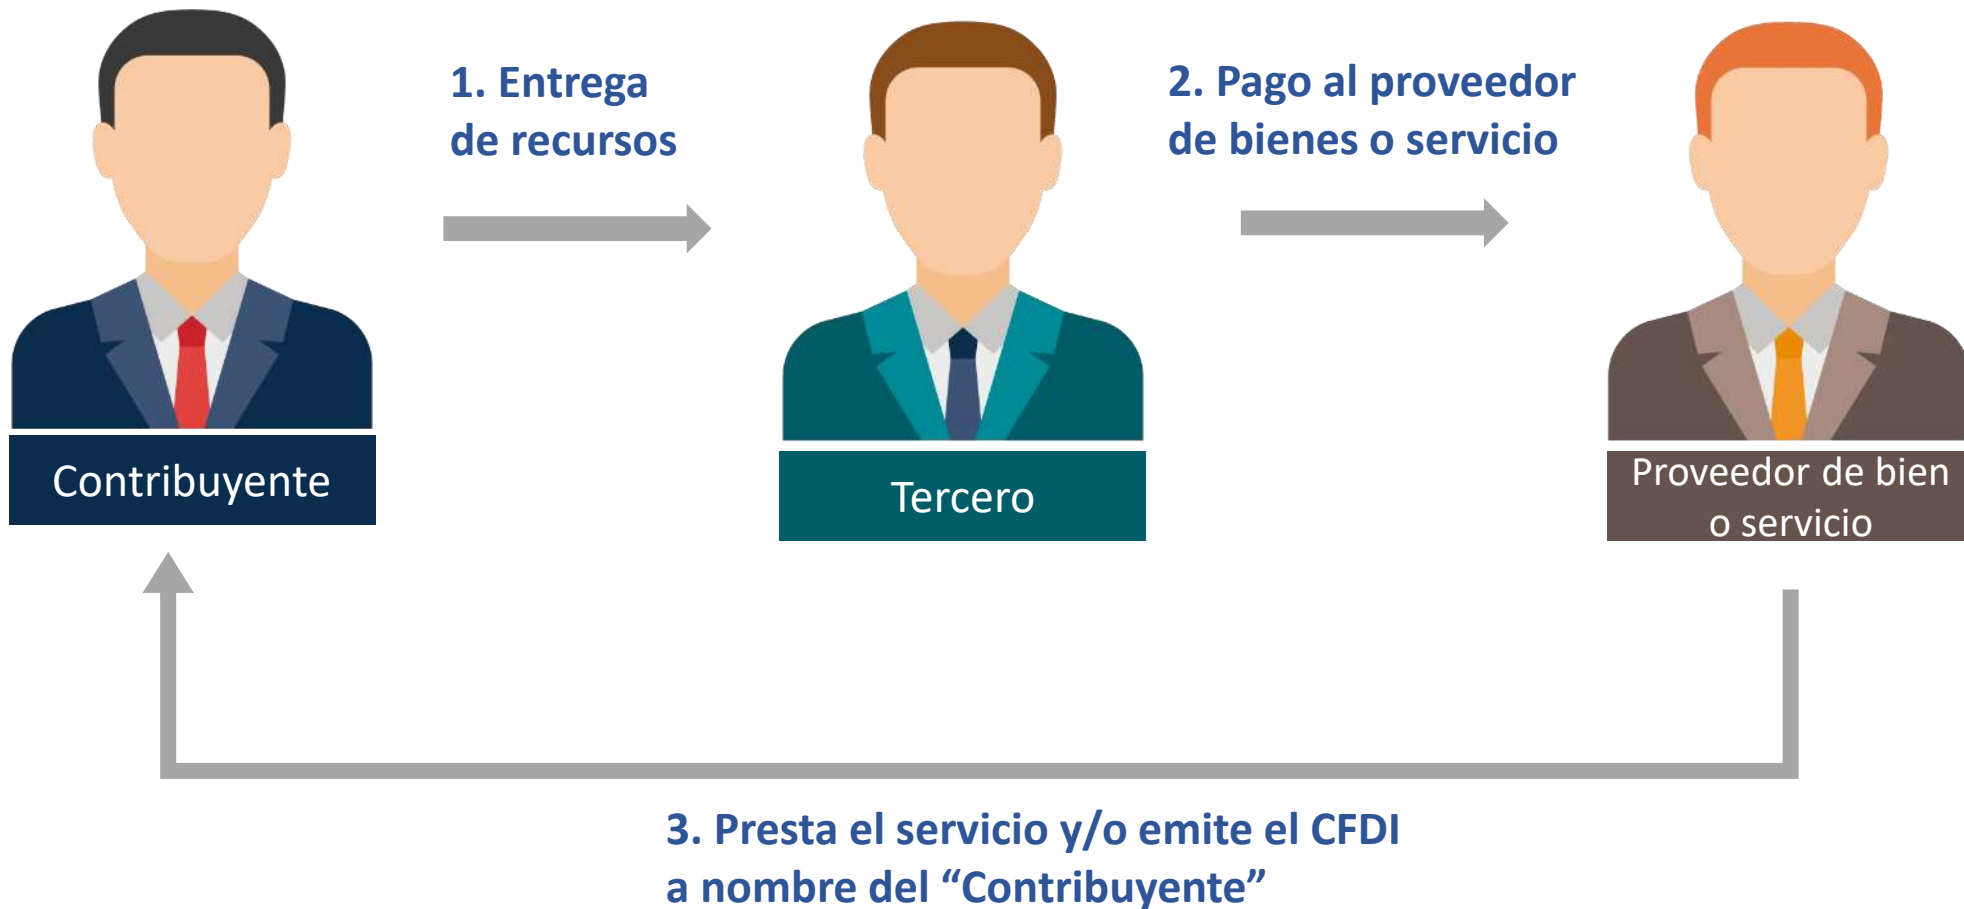 1. Entrega
de recursos
2. Pago al proveedor
de bienes o servicio
Contribuyente
Tercero
Proveedor de bien
o servicio
3. Presta el servicio y/o emite el CFDI
a nombre del “Contribuyente”